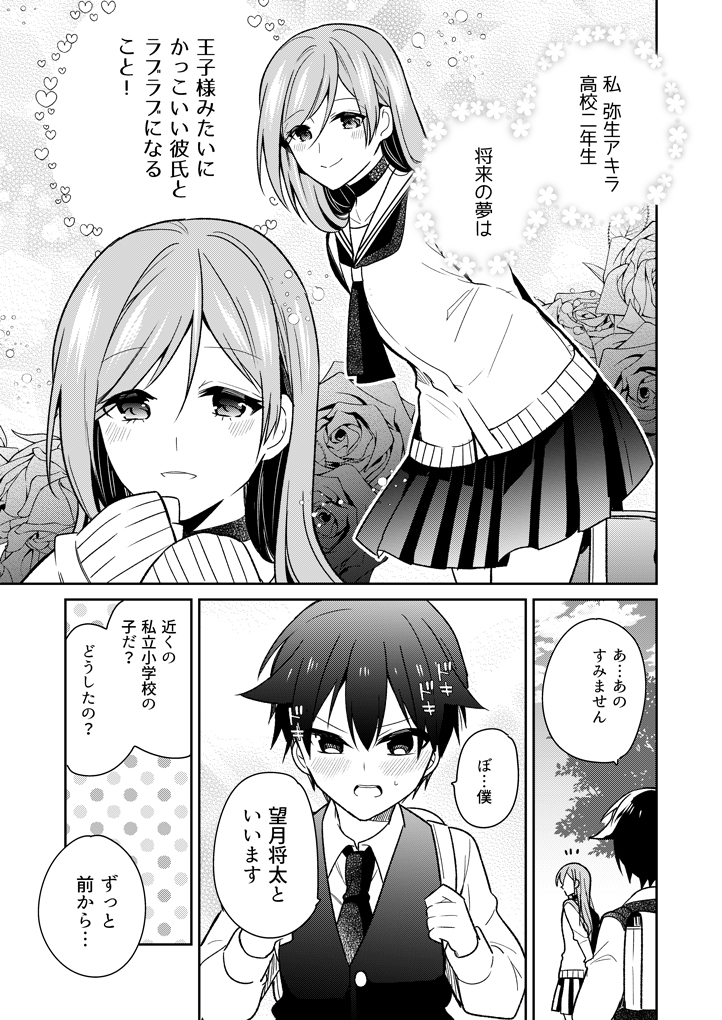 私 弥生アキラ
高校二年生
将来の夢は
王子様みたいに
かっこいい彼氏と
ラブラブになる
こと！
あ…あの
すみません
ぼ…僕
ドキ
ドキ
ドキ
ドキ
望月将太と
いいます
近くの
私立小学校の
子だ？
どうしたの？
ずっと
前から…